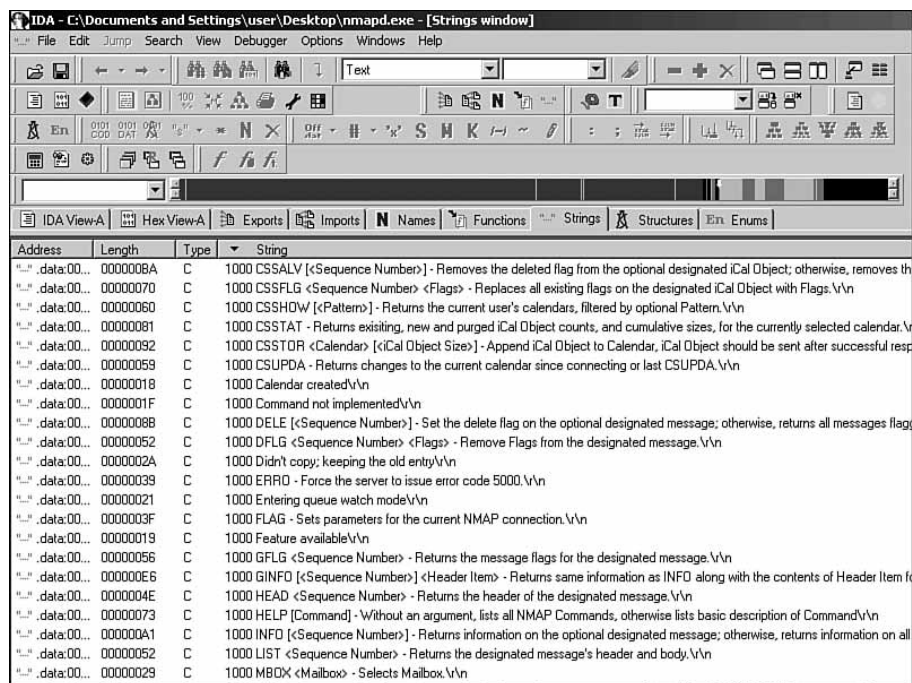 IDA - C:\Documents and Settings\user\Desktop\nmapd.exe - [Strings window]
File Edit Jump Search View Debugger Options Windows Help
Text
En
IDA View-A Hex View-A Exports Imports N Names Functions Strings Structures En Enums
Address Length Type String
"..." .data:00... 000000BA C 1000 CSSALV [<Sequence Number>] - Removes the deleted flag from the optional designated iCal Object; otherwise, removes th
"..." .data:00... 00000070 C 1000 CSSFLG <Sequence Number> <Flags> - Replaces all existing flags on the designated iCal Object with Flags.\r\n
"..." .data:00... 00000060 C 1000 CSSHOW [<Pattern>] - Returns the current user's calendars, filtered by optional Pattern.\r\n
"..." .data:00... 00000081 C 1000 CSSTAT - Returns exisiting, new and purged iCal Object counts, and cumulative sizes, for the currently selected calendar.\r
"..." .data:00... 00000092 C 1000 CSSTOR <Calendar> [<iCal Object Size>] - Append iCal Object to Calendar, iCal Object should be sent after successful resp
"..." .data:00... 00000059 C 1000 CSUPDA - Returns changes to the current calendar since connecting or last CSUPDA.\r\n
"..." .data:00... 00000018 C 1000 Calendar created\r\n
"..." .data:00... 0000001F C 1000 Command not implemented\r\n
"..." .data:00... 0000008B C 1000 DELE [<Sequence Number>] - Set the delete flag on the optional designated message; otherwise, returns all messages flagg
"..." .data:00... 00000052 C 1000 DFLG <Sequence Number> <Flags> - Remove Flags from the designated message.\r\n
"..." .data:00... 0000002A C 1000 Didn't copy; keeping the old entry\r\n
"..." .data:00... 00000039 C 1000 ERRO - Force the server to issue error code 5000.\r\n
"..." .data:00... 00000021 C 1000 Entering queue watch mode\r\n
"..." .data:00... 0000003F C 1000 FLAG - Sets parameters for the current NMAP connection.\r\n
"..." .data:00... 00000019 C 1000 Feature available\r\n
"..." .data:00... 00000056 C 1000 GFLG <Sequence Number> - Returns the message flags for the designated message.\r\n
"..." .data:00... 000000E6 C 1000 GINFO [<Sequence Number>] <Header Item> - Returns same information as INFO along with the contents of Header Item fo
"..." .data:00... 0000004E C 1000 HEAD <Sequence Number> - Returns the header of the designated message.\r\n
"..." .data:00... 00000073 C 1000 HELP [Command] - Without an argument, lists all NMAP Commands, otherwise lists basic description of Command\r\n
"..." .data:00... 000000A1 C 1000 INFO [<Sequence Number>] - Returns information on the optional designated message; otherwise, returns information on all
"..." .data:00... 00000052 C 1000 LIST <Sequence Number> - Returns the designated message's header and body.\r\n
"..." .data:00... 00000029 C 1000 MBOX <Mailbox> - Selects Mailbox.\r\n